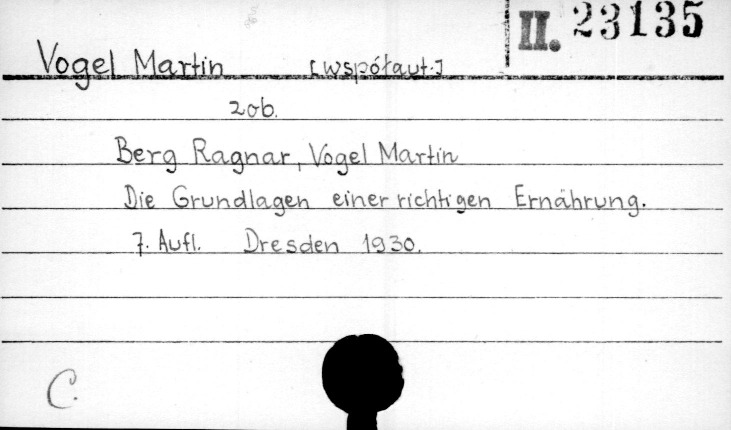 II. 23135
Vogel Martin [współaut.]
zob.
Berg Ragnar, Vogel Martin
Die Grundlagen einer richtigen Ernährung.
7. Aufl. Dresden 1930.
C.